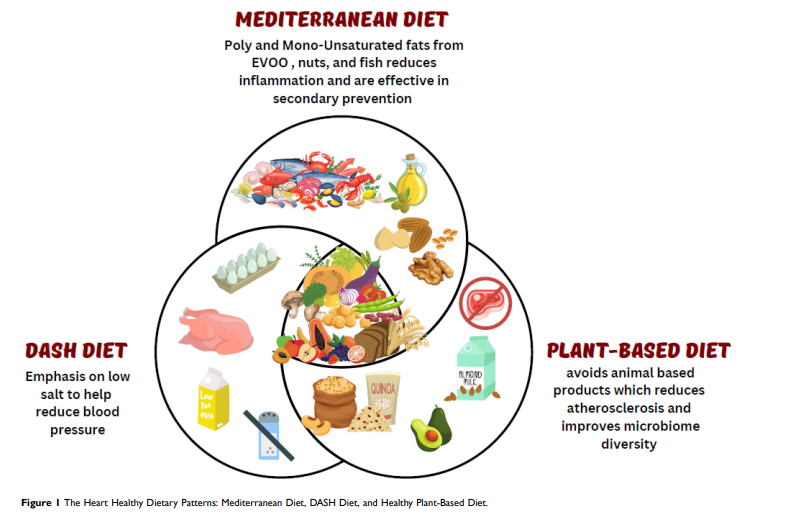 MEDITERRANEAN DIET
Poly and Mono-Unsaturated fats from
EVOO , nuts, and fish reduces
inflammation and are effective in
secondary prevention
DASH DIET
Emphasis on low
salt to help
reduce blood
pressure
Low
fat
milk
QUINOA
ALMOND
MILK
PLANT-BASED DIET
avoids animal based
products which reduces
atherosclerosis and
improves microbiome
diversity
Figure 1 The Heart Healthy Dietary Patterns: Mediterranean Diet, DASH Diet, and Healthy Plant-Based Diet.